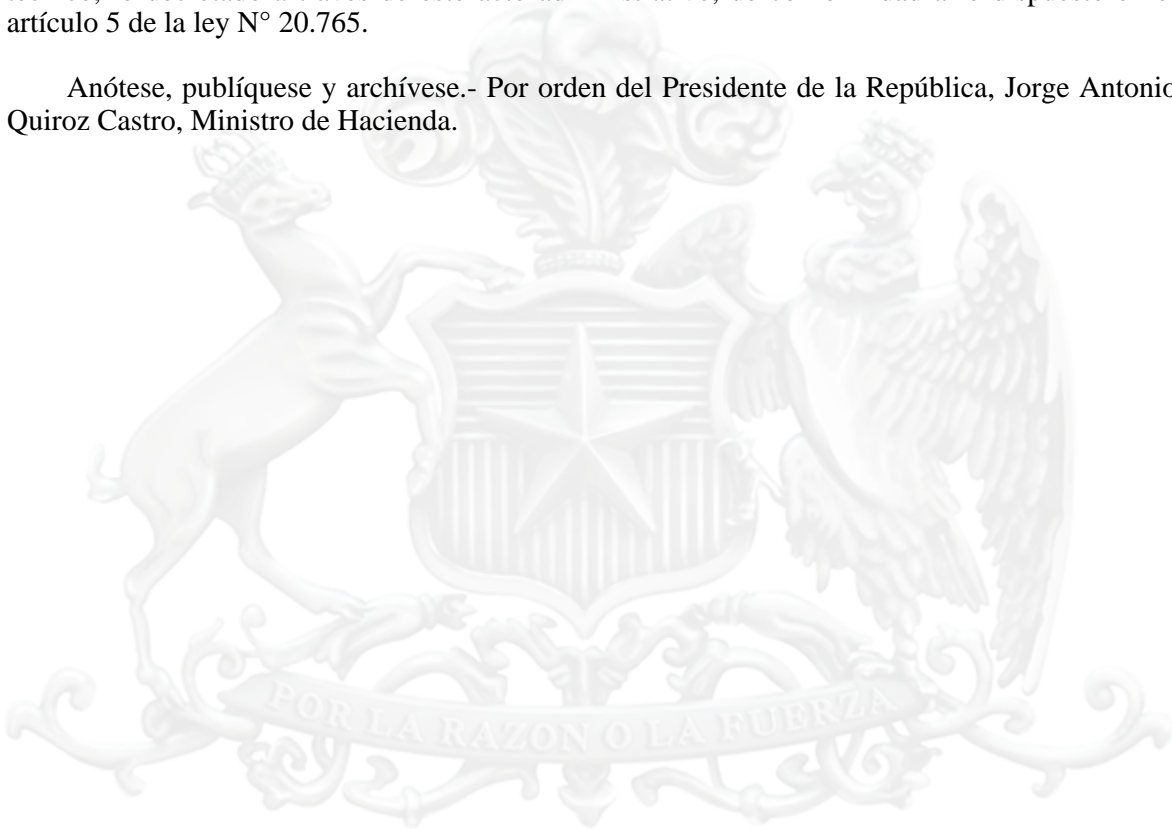 artículo 5 de la ley N° 20.765.
Anótese, publíquese y archívese.- Por orden del Presidente de la República, Jorge Antonio
Quiroz Castro, Ministro de Hacienda.
POR LA RAZON O LA FUERZA